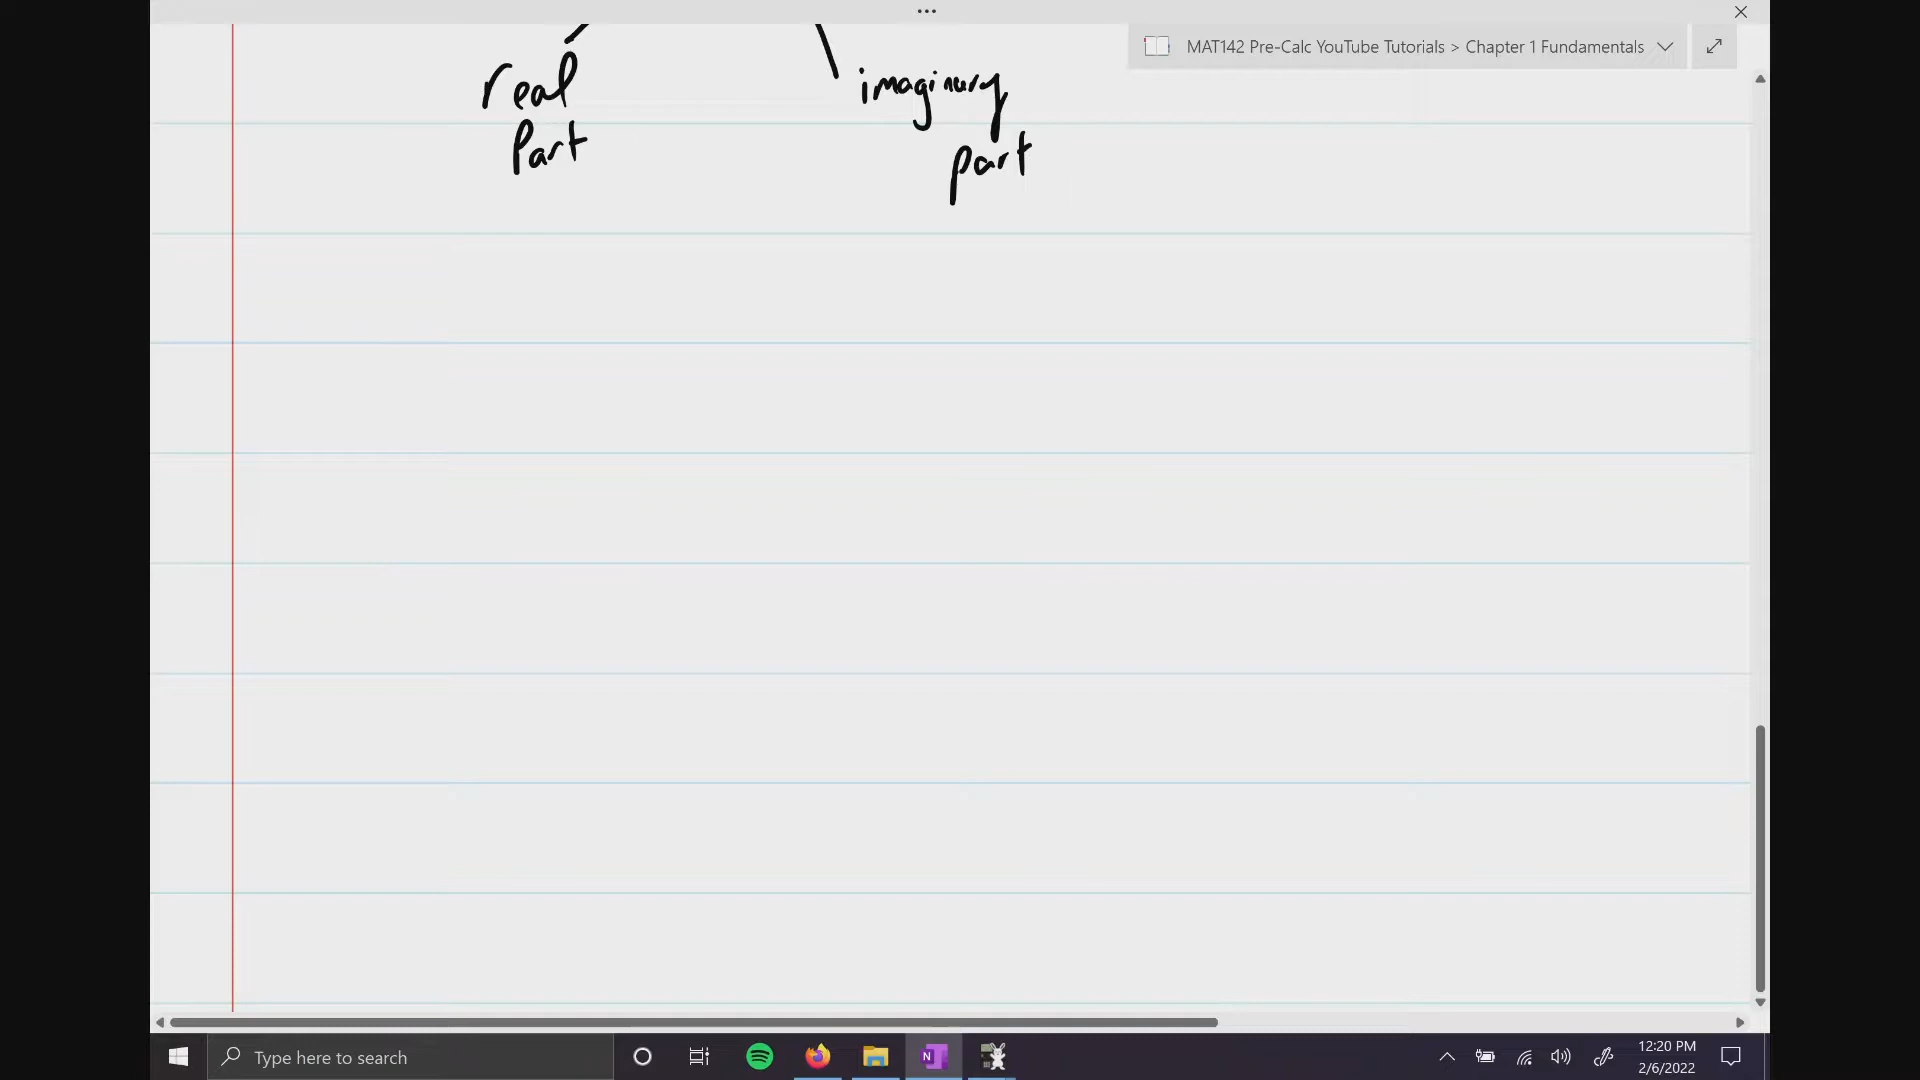 MAT142 Pre-Calc YouTube Tutorials > Chapter 1 Fundamentals
real
Part
imaginary
part
Type here to search
N
12:20 PM
2/6/2022